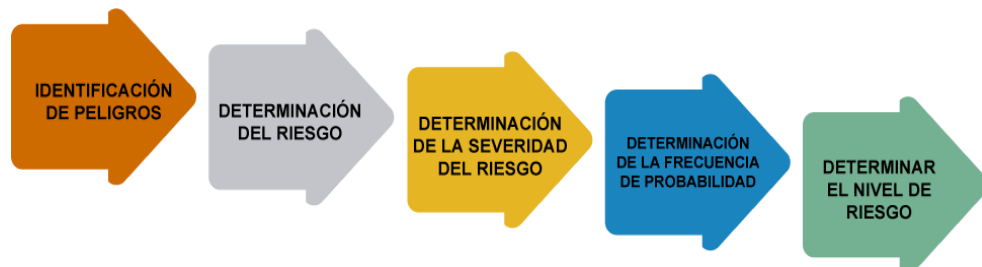 IDENTIFICACIÓN
DE PELIGROS
DETERMINACIÓN
DEL RIESGO
DETERMINACIÓN
DE LA SEVERIDAD
DEL RIESGO
DETERMINACIÓN
DE LA FRECUENCIA
DE PROBABILIDAD
DETERMINAR
EL NIVEL DE
RIESGO